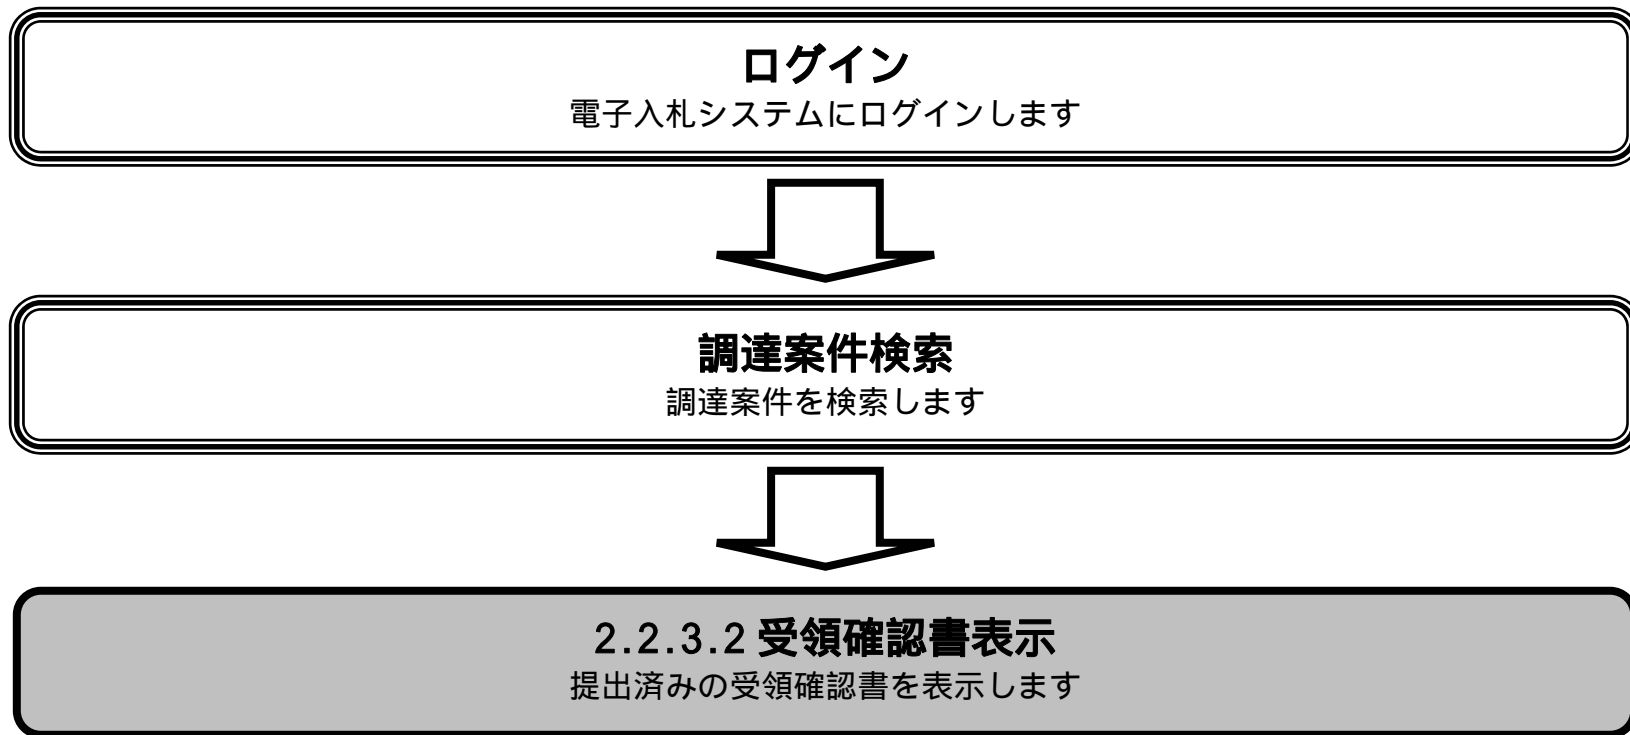 ログイン
電子入札システムにログインします
調達案件検索
調達案件を検索します
2.2.3.2 受領確認書表示
提出済みの受領確認書を表示します